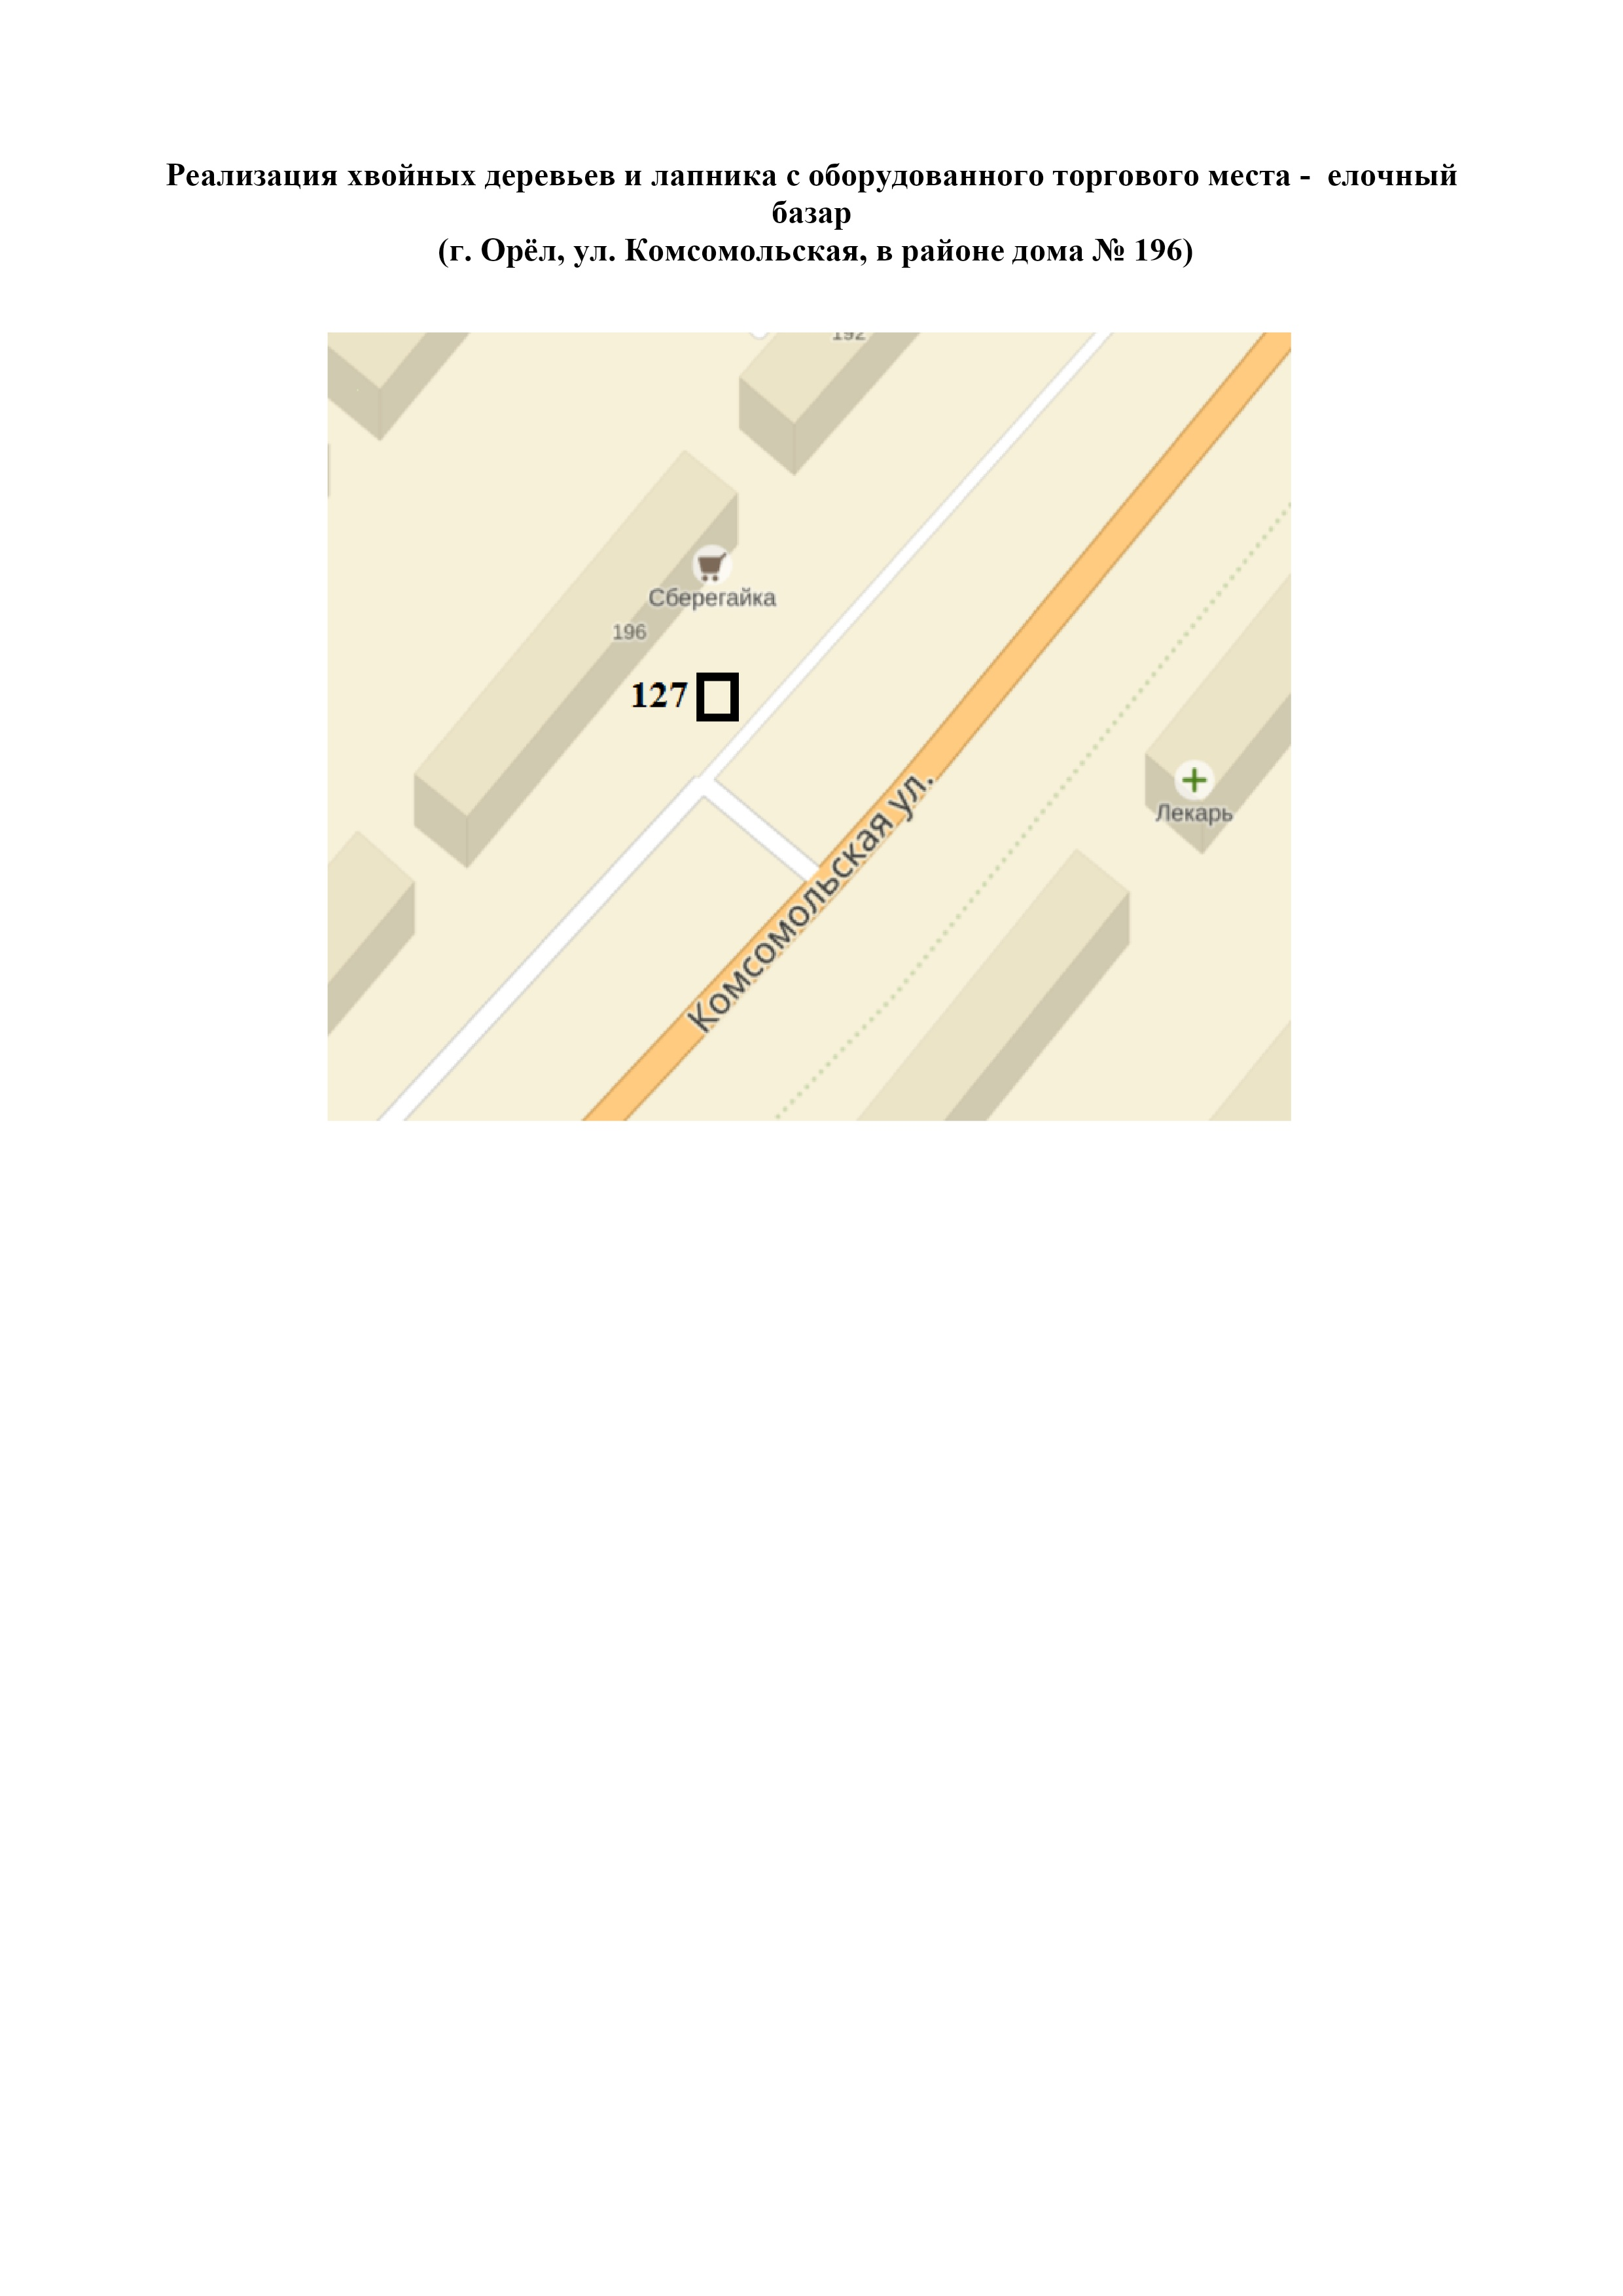 Реализация хвойных деревьев и лапника с оборудованного торгового места -  елочный
базар
(г. Орёл, ул. Комсомольская, в районе дома № 196)
192
Сберегайка
196
127
Лекарь
Комсомольская ул.